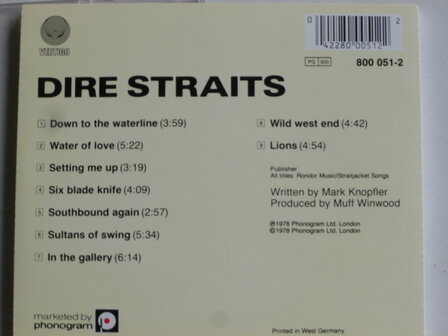 VERTIGO
0
2
42280 00512
PG 900
800 051-2
DIRE STRAITS
1 Down to the waterline (3:59)
2 Water of love (5:22)
3 Setting me up (3:19)
4 Six blade knife (4:09)
5 Southbound again (2:57)
6 Sultans of swing (5:34)
7 In the gallery (6:14)
8 Wild west end (4:42)
9 Lions (4:54)
Publisher
All titles: Rondor Music/Straitjacket Songs
Written by Mark Knopfler
Produced by Muff Winwood
℗1978 Phonogram Ltd. London
©1978 Phonogram Ltd. London
marketed by
phonogram
Printed in West Germany